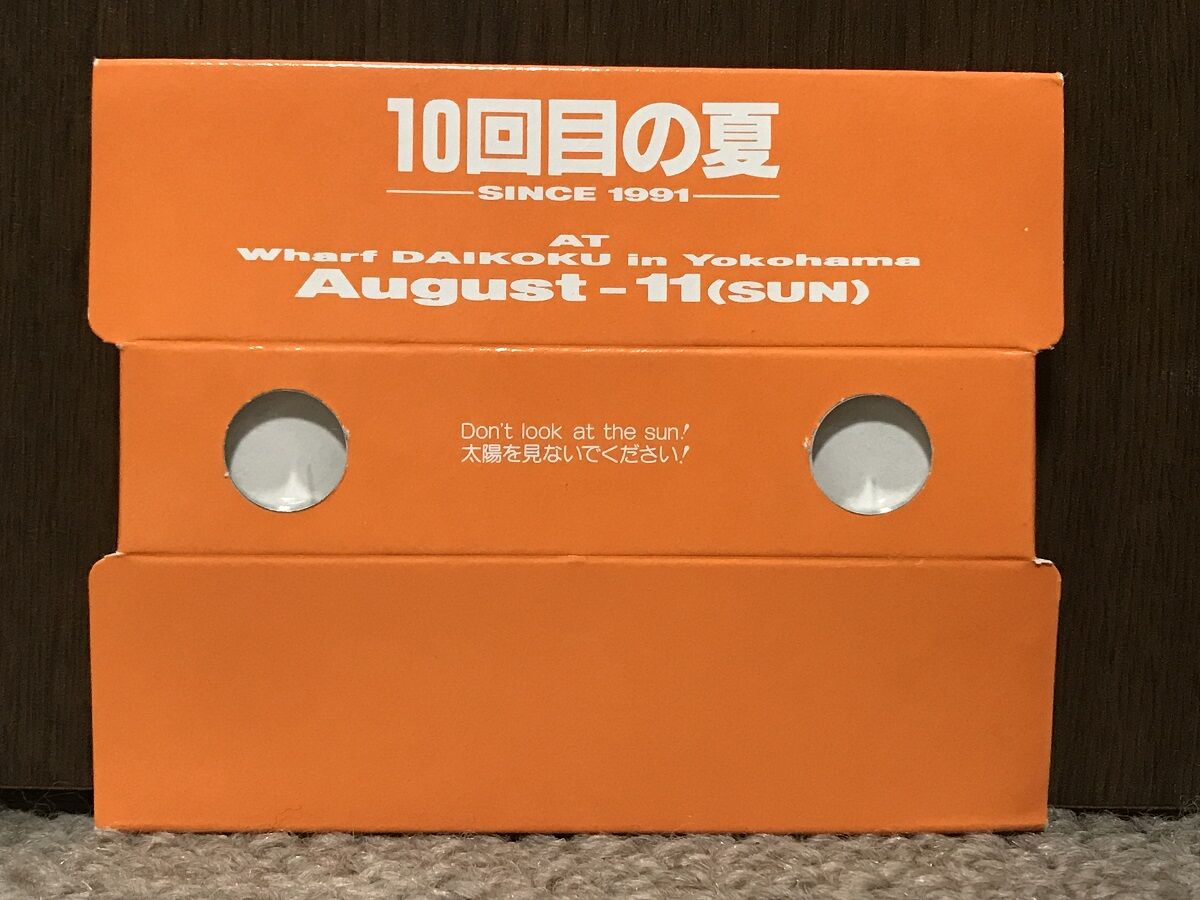 10回目の夏
SINCE 1991
AT
Wharf DAIKOKU in Yokohama
August-11(SUN)
Don't look at the sun!
太陽を見ないでください!